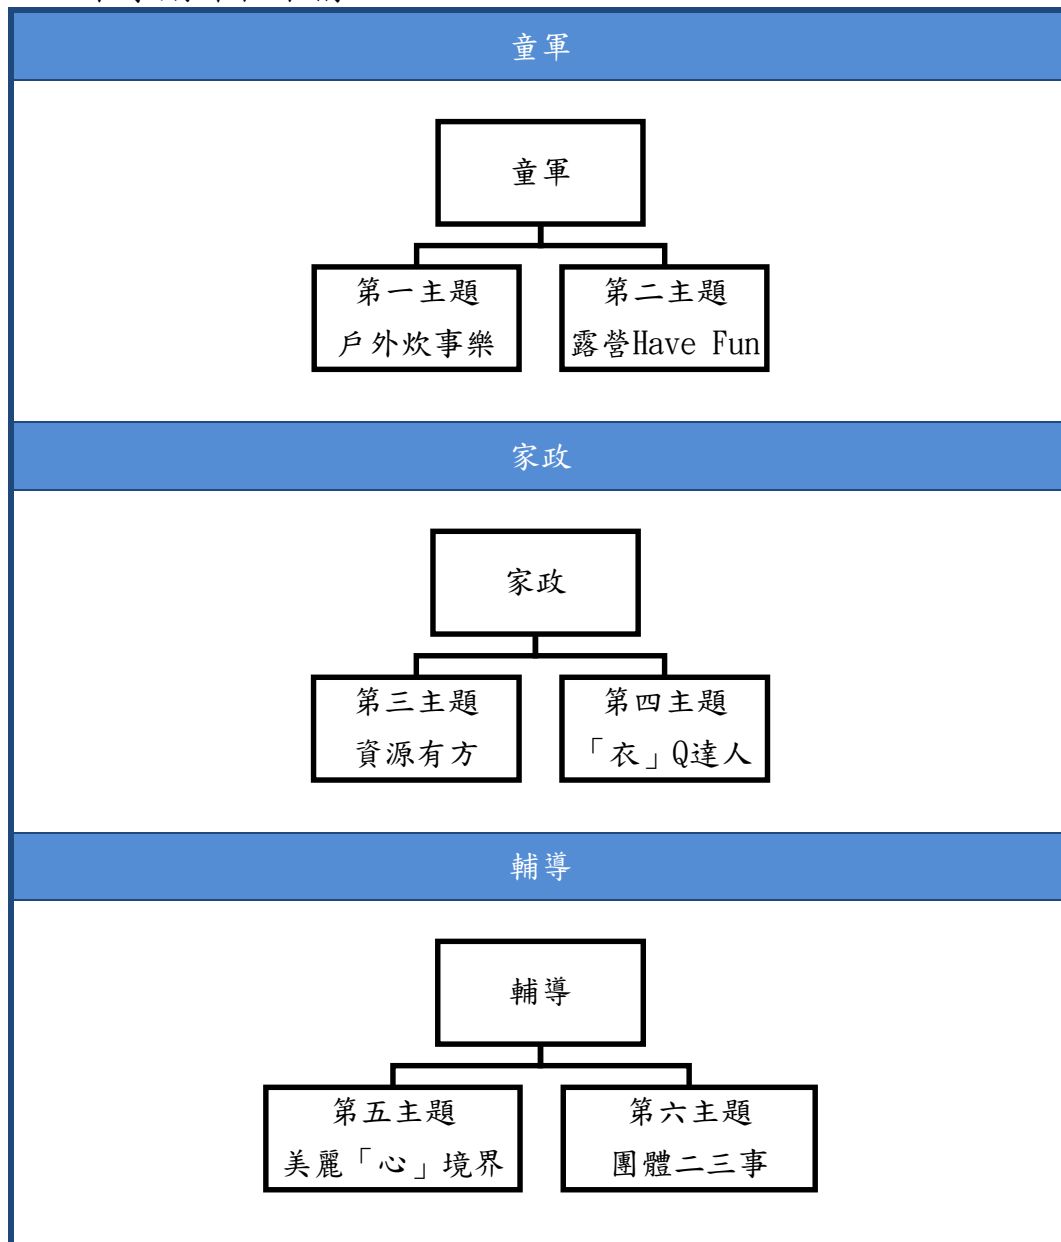 童軍
童軍
第一主題
戶外炊事樂
第二主題
露營Have Fun
家政
家政
第三主題
資源有方
第四主題
「衣」Q達人
輔導
輔導
第五主題
美麗「心」境界
第六主題
團體二三事